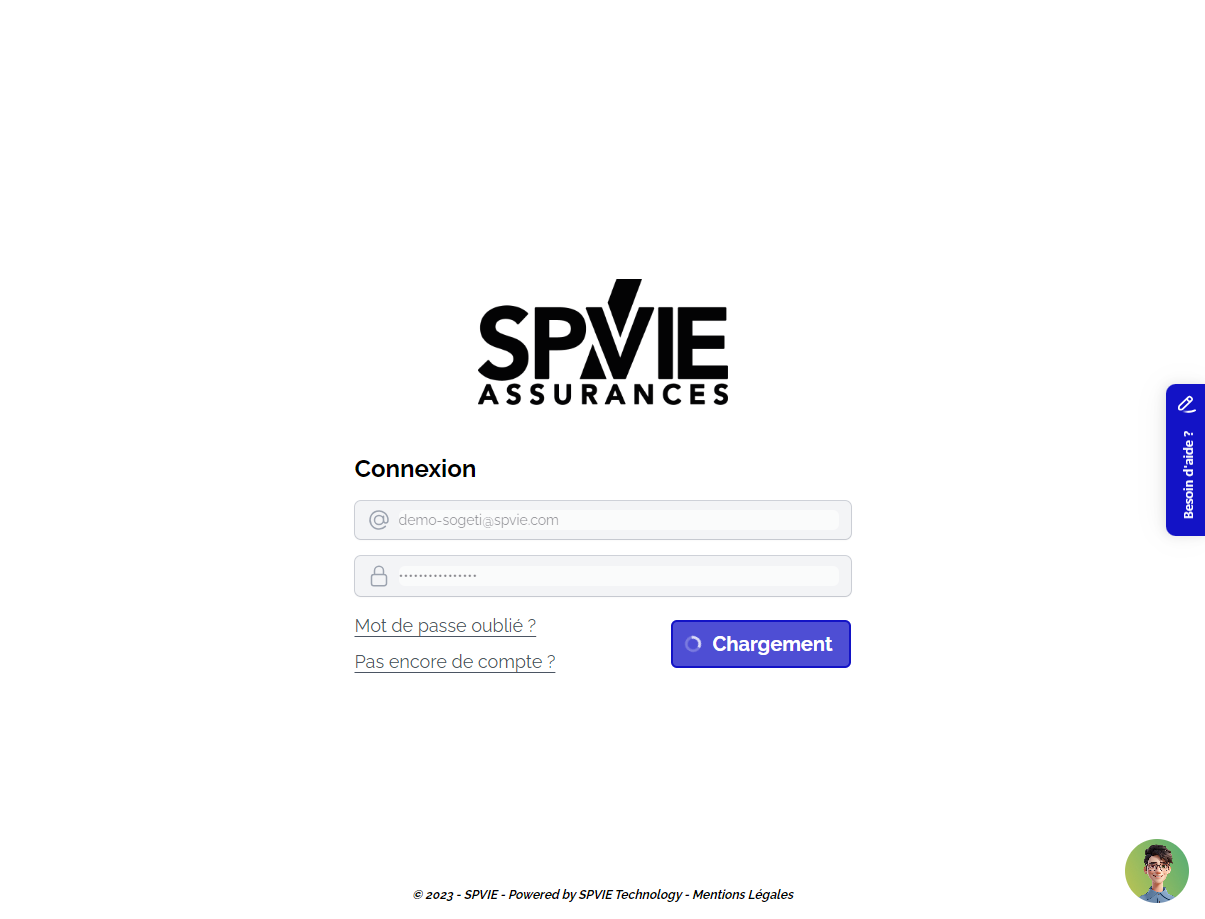 SPVIE
ASSURANCES
Connexion
demo-sogeti@spvie.com
••••••••••••••••
Mot de passe oublié ?
Chargement
Pas encore de compte ?
Besoin d'aide ?
© 2023 - SPVIE - Powered by SPVIE Technology - Mentions Légales